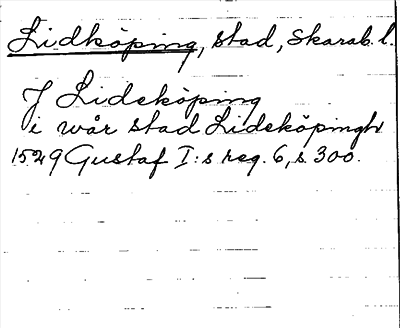 Lidköping, stad, Skarab. l.
J Lideköping
i wår stad Lideköpingh
1529 Gustaf I:s reg. 6, s. 300.